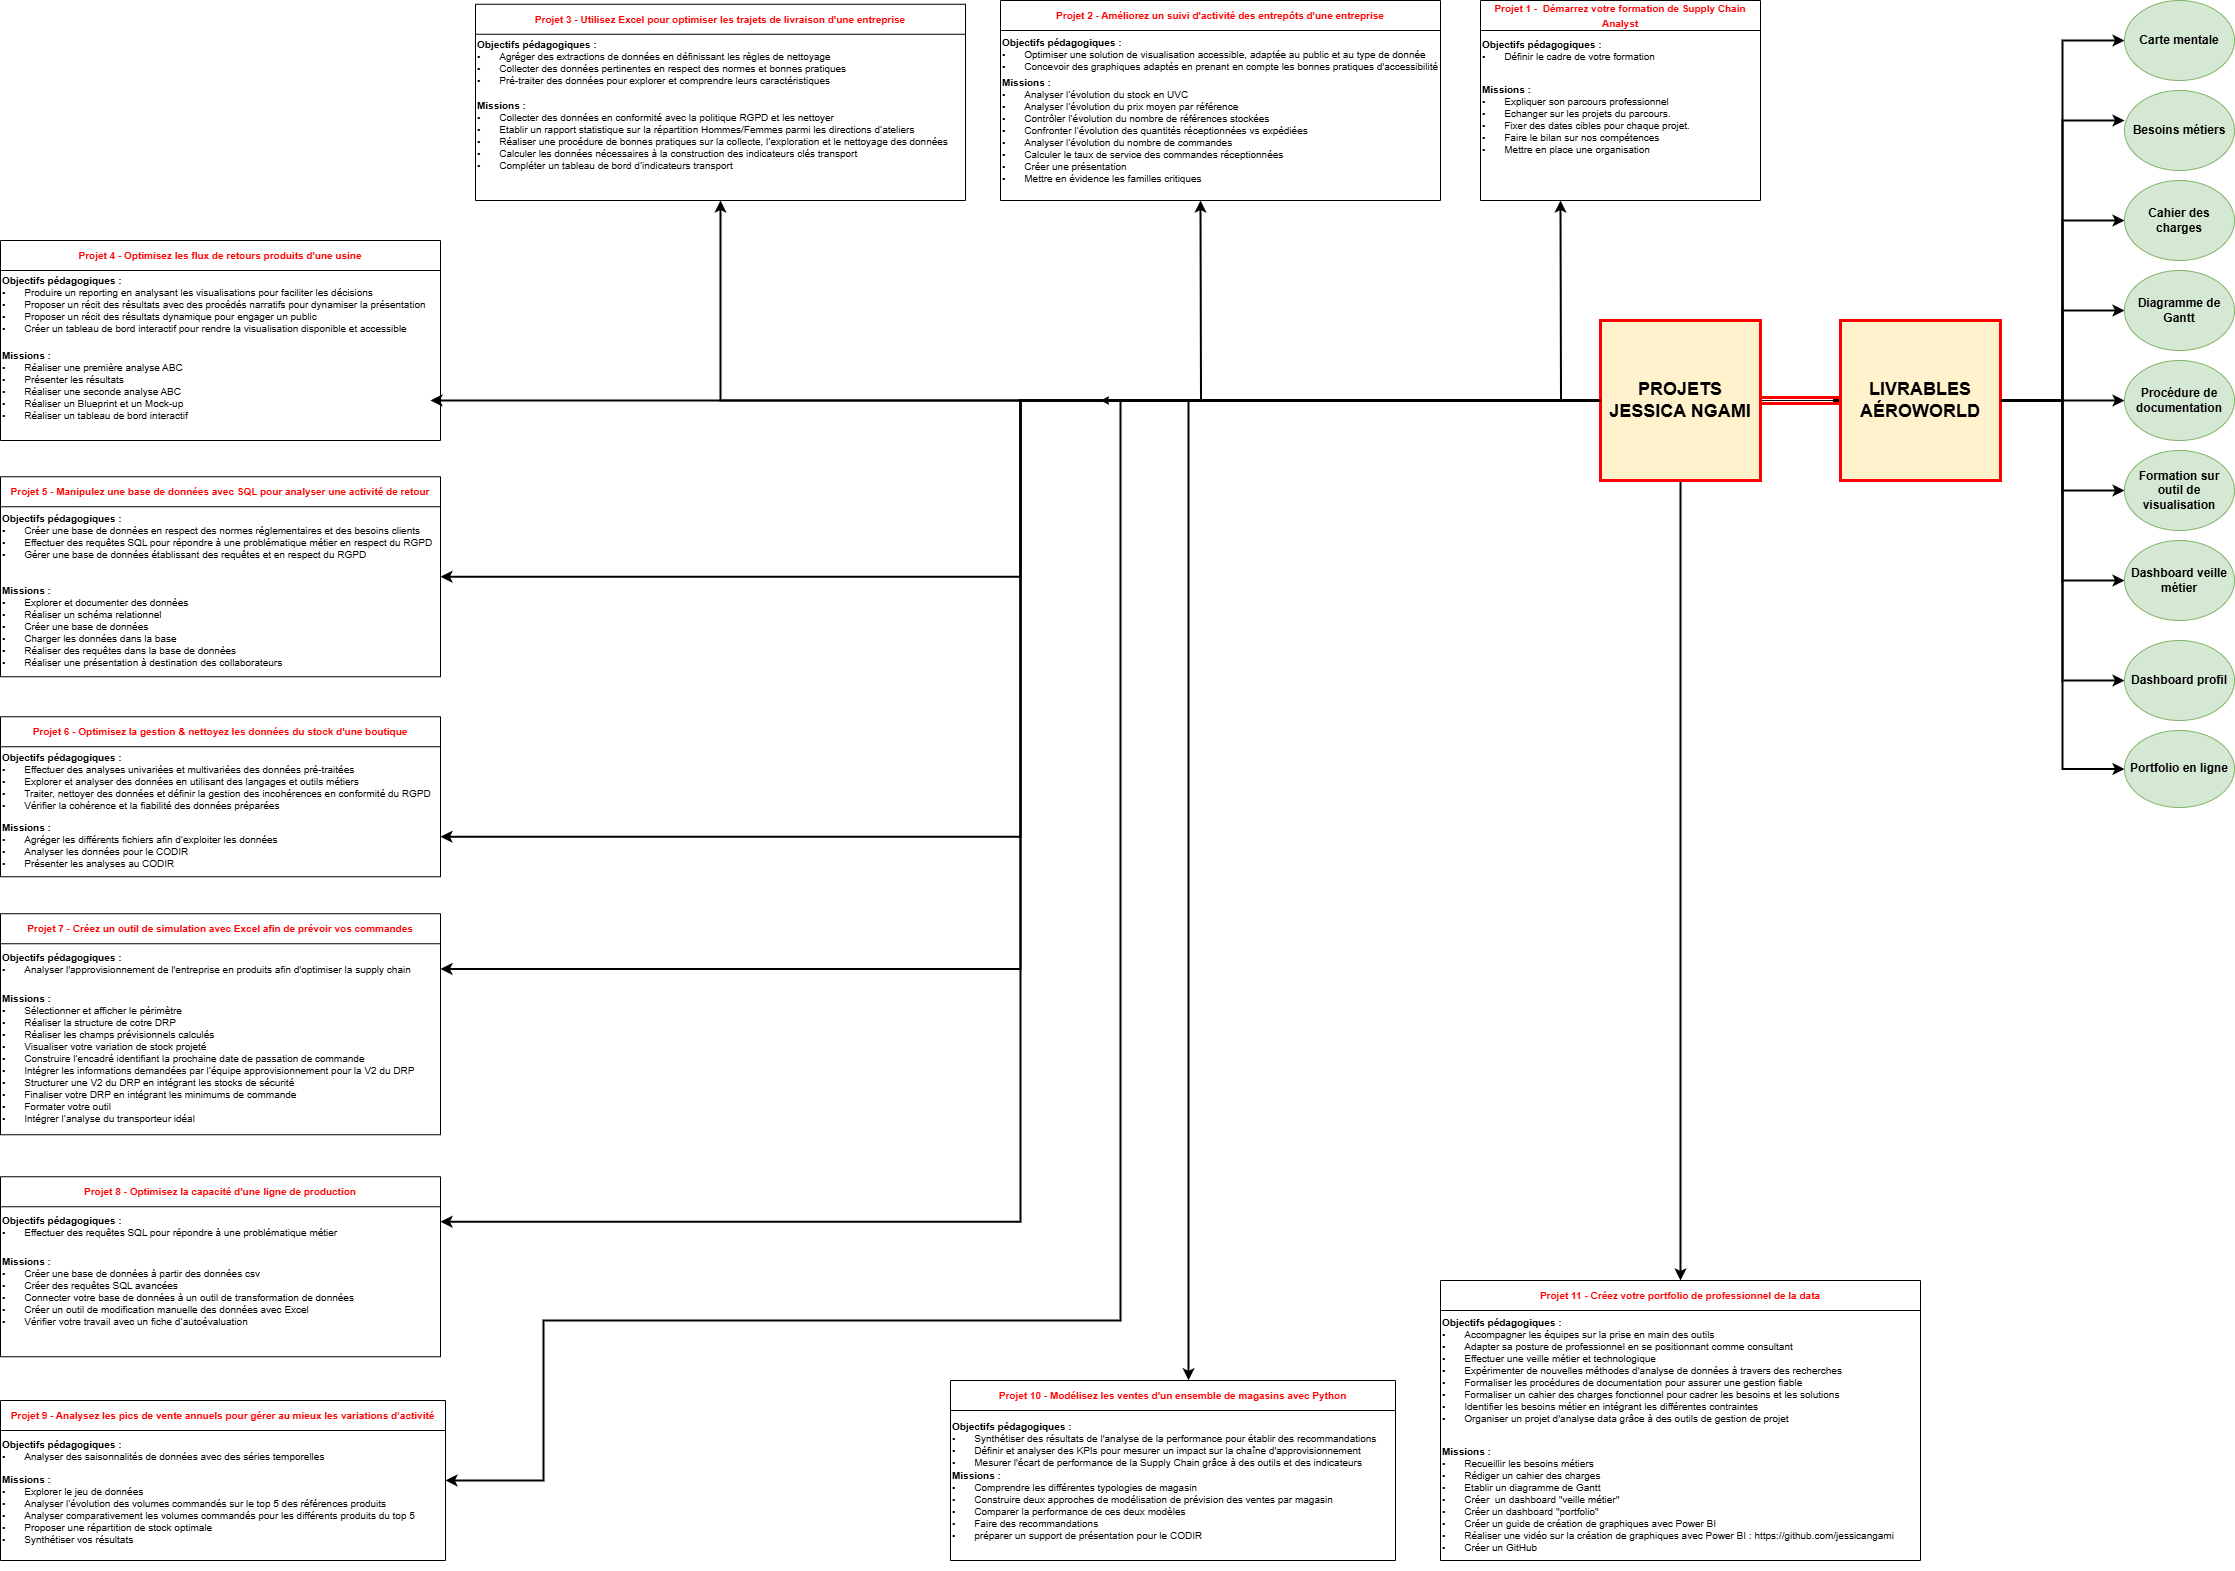 Projet 3 - Utilisez Excel pour optimiser les trajets de livraison d'une entreprise
Objectifs pédagogiques :
• Agréger des extractions de données en définissant les règles de nettoyage
• Collecter des données pertinentes en respect des normes et bonnes pratiques
• Pré-traiter des données pour explorer et comprendre leurs caractéristiques
Missions :
• Collecter des données en conformité avec la politique RGPD et les nettoyer
• Etablir un rapport statistique sur la répartition Hommes/Femmes parmi les directions d'ateliers
• Réaliser une procédure de bonnes pratiques sur la collecte, l'exploration et le nettoyage des données
• Calculer les données nécessaires à la construction des indicateurs clés transport
• Compléter un tableau de bord d'indicateurs transport
Projet 2 - Améliorez un suivi d'activité des entrepôts d'une entreprise
Objectifs pédagogiques :
• Optimiser une solution de visualisation accessible, adaptée au public et au type de donnée
• Concevoir des graphiques adaptés en prenant en compte les bonnes pratiques d'accessibilité
Missions :
• Analyser l'évolution du stock en UVC
• Analyser l'évolution du prix moyen par référence
• Contrôler l'évolution du nombre de références stockées
• Confronter l'évolution des quantités réceptionnées vs expédiées
• Analyser l'évolution du nombre de commandes
• Calculer le taux de service des commandes réceptionnées
• Créer une présentation
• Mettre en évidence les familles critiques
Projet 1 - Démarrez votre formation de Supply Chain
Analyst
Objectifs pédagogiques :
• Définir le cadre de votre formation
Missions :
• Expliquer son parcours professionnel
• Echanger sur les projets du parcours.
• Fixer des dates cibles pour chaque projet.
• Faire le bilan sur nos compétences
• Mettre en place une organisation
Projet 4 - Optimisez les flux de retours produits d'une usine
Objectifs pédagogiques :
• Produire un reporting en analysant les visualisations pour faciliter les décisions
• Proposer un récit des résultats avec des procédés narratifs pour dynamiser la présentation
• Proposer un récit des résultats dynamique pour engager un public
• Créer un tableau de bord interactif pour rendre la visualisation disponible et accessible
Missions :
• Réaliser une première analyse ABC
• Présenter les résultats
• Réaliser une seconde analyse ABC
• Réaliser un Blueprint et un Mock-up
• Réaliser un tableau de bord interactif
PROJETS
JESSICA NGAMI
LIVRABLES
AÉROWORLD
Carte mentale
Besoins métiers
Cahier des
charges
Diagramme de
Gantt
Procédure de
documentation
Formation sur
outil de
visualisation
Dashboard veille
métier
Dashboard profil
Portfolio en ligne
Projet 5 - Manipulez une base de données avec SQL pour analyser une activité de retour
Objectifs pédagogiques :
• Créer une base de données en respect des normes réglementaires et des besoins clients
• Effectuer des requêtes SQL pour répondre à une problématique métier en respect du RGPD
• Gérer une base de données établissant des requêtes et en respect du RGPD
Missions :
• Explorer et documenter des données
• Réaliser un schéma relationnel
• Créer une base de données
• Charger les données dans la base
• Réaliser des requêtes dans la base de données
• Réaliser une présentation à destination des collaborateurs
Projet 6 - Optimisez la gestion & nettoyez les données du stock d'une boutique
Objectifs pédagogiques :
• Effectuer des analyses univariées et multivariées des données pré-traitées
• Explorer et analyser des données en utilisant des langages et outils métiers
• Traiter, nettoyer des données et définir la gestion des incohérences en conformité du RGPD
• Vérifier la cohérence et la fiabilité des données préparées
Missions :
• Agréger les différents fichiers afin d'exploiter les données
• Analyser les données pour le CODIR
• Présenter les analyses au CODIR
Projet 7 - Créez un outil de simulation avec Excel afin de prévoir vos commandes
Objectifs pédagogiques :
• Analyser l'approvisionnement de l'entreprise en produits afin d'optimiser la supply chain
Missions :
• Sélectionner et afficher le périmètre
• Réaliser la structure de cotre DRP
• Réaliser les champs prévisionnels calculés
• Visualiser votre variation de stock projeté
• Construire l'encadré identifiant la prochaine date de passation de commande
• Intégrer les informations demandées par l'équipe approvisionnement pour la V2 du DRP
• Structurer une V2 du DRP en intégrant les stocks de sécurité
• Finaliser votre DRP en intégrant les minimums de commande
• Formater votre outil
• Intégrer l'analyse du transporteur idéal
Projet 8 - Optimisez la capacité d'une ligne de production
Objectifs pédagogiques :
• Effectuer des requêtes SQL pour répondre à une problématique métier
Missions :
• Créer une base de données à partir des données csv
• Créer des requêtes SQL avancées
• Connecter votre base de données à un outil de transformation de données
• Créer un outil de modification manuelle des données avec Excel
• Vérifier votre travail avec un fiche d'autoévaluation
Projet 9 - Analysez les pics de vente annuels pour gérer au mieux les variations d'activité
Objectifs pédagogiques :
• Analyser des saisonnalités de données avec des séries temporelles
Missions :
• Explorer le jeu de données
• Analyser l'évolution des volumes commandés sur le top 5 des références produits
• Analyser comparativement les volumes commandés pour les différents produits du top 5
• Proposer une répartition de stock optimale
• Synthétiser vos résultats
Projet 10 - Modélisez les ventes d'un ensemble de magasins avec Python
Objectifs pédagogiques :
• Synthétiser des résultats de l'analyse de la performance pour établir des recommandations
• Définir et analyser des KPIs pour mesurer un impact sur la chaîne d'approvisionnement
• Mesurer l'écart de performance de la Supply Chain grâce à des outils et des indicateurs
Missions :
• Comprendre les différentes typologies de magasin
• Construire deux approches de modélisation de prévision des ventes par magasin
• Comparer la performance de ces deux modèles
• Faire des recommandations
• préparer un support de présentation pour le CODIR
Projet 11 - Créez votre portfolio de professionnel de la data
Objectifs pédagogiques :
• Accompagner les équipes sur la prise en main des outils
• Adapter sa posture de professionnel en se positionnant comme consultant
• Effectuer une veille métier et technologique
• Expérimenter de nouvelles méthodes d'analyse de données à travers des recherches
• Formaliser les procédures de documentation pour assurer une gestion fiable
• Formaliser un cahier des charges fonctionnel pour cadrer les besoins et les solutions
• Identifier les besoins métier en intégrant les différentes contraintes
• Organiser un projet d'analyse data grâce à des outils de gestion de projet
Missions :
• Recueillir les besoins métiers
• Rédiger un cahier des charges
• Etablir un diagramme de Gantt
• Créer un dashboard "veille métier"
• Créer un dashboard "portfolio"
• Créer un guide de création de graphiques avec Power BI
• Réaliser une vidéo sur la création de graphiques avec Power BI : https://github.com/jessicangami
• Créer un GitHub